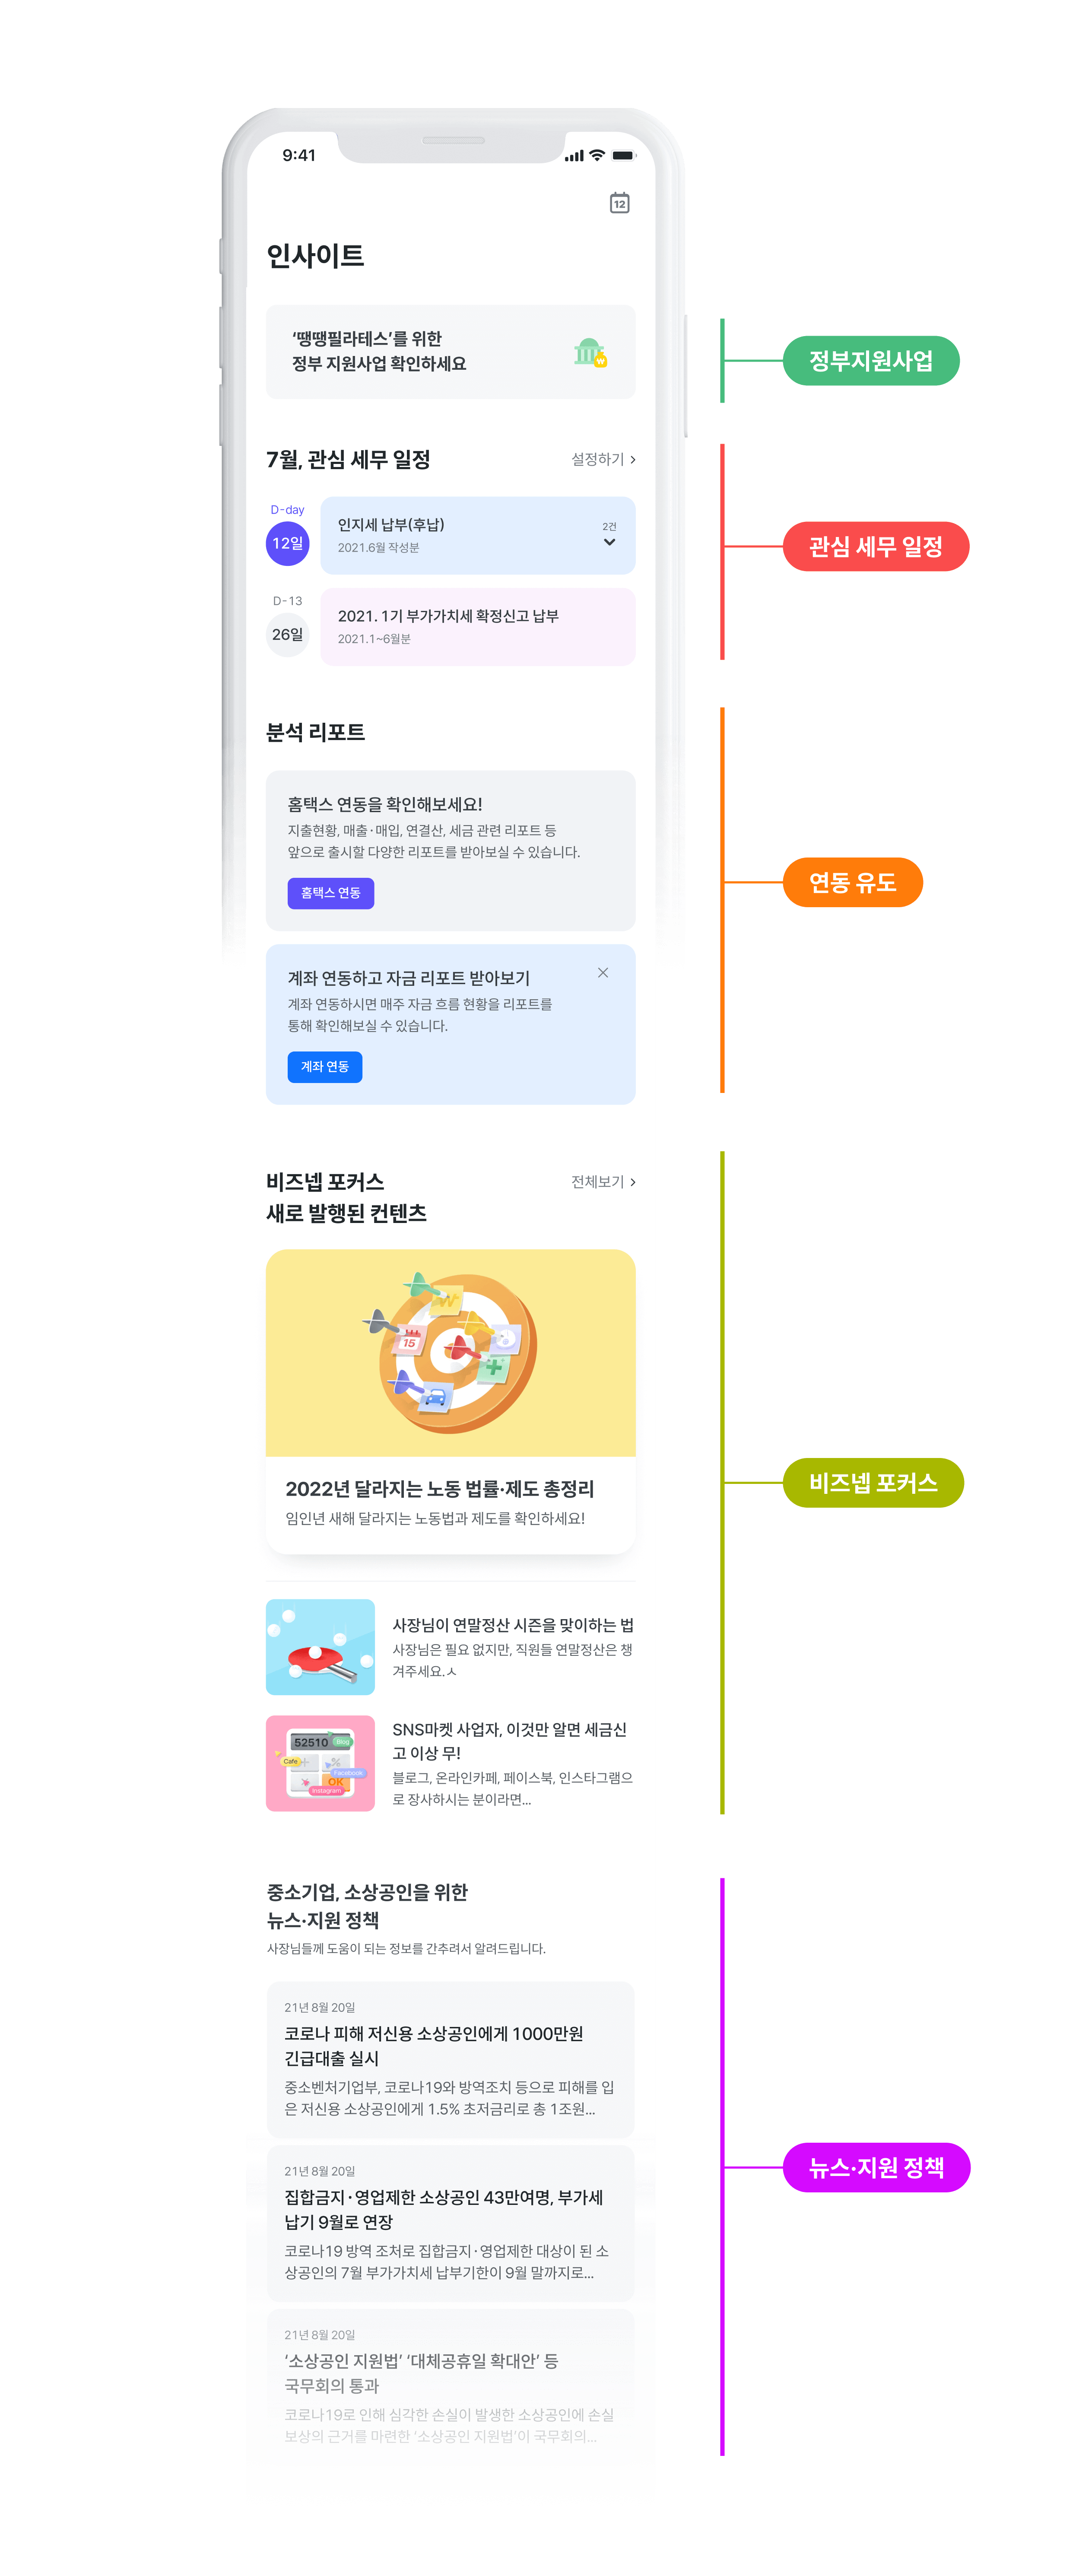 9:41
12
인사이트
‘땡땡필라테스’를 위한
정부 지원사업 확인하세요
정부지원사업
7월, 관심 세무 일정
설정하기
D-day
12일
인지세 납부(후납)
2021.6월 작성분
2건
관심 세무 일정
D-13
26일
2021. 1기 부가가치세 확정신고 납부
2021.1~6월분
분석 리포트
홈택스 연동을 확인해보세요!
지출현황, 매출·매입, 연결산, 세금 관련 리포트 등
앞으로 출시할 다양한 리포트를 받아보실 수 있습니다.
홈택스 연동
연동 유도
계좌 연동하고 자금 리포트 받아보기
계좌 연동하시면 매주 자금 흐름 현황을 리포트를
통해 확인해보실 수 있습니다.
계좌 연동
비즈넵 포커스
전체보기
새로 발행된 컨텐츠
15
2022년 달라지는 노동 법률·제도 총정리
임인년 새해 달라지는 노동법과 제도를 확인하세요!
비즈넵 포커스
사장님이 연말정산 시즌을 맞이하는 법
사장님은 필요 없지만, 직원들 연말정산은 챙
겨주세요.ㅅ
52510
Blog
Cafe
Facebook
OK
Instagram
SNS마켓 사업자, 이것만 알면 세금신
고 이상 무!
블로그, 온라인카페, 페이스북, 인스타그램으
로 장사하시는 분이라면...
중소기업, 소상공인을 위한
뉴스·지원 정책
사장님들께 도움이 되는 정보를 간추려서 알려드립니다.
21년 8월 20일
코로나 피해 저신용 소상공인에게 1000만원
긴급대출 실시
중소벤처기업부, 코로나19와 방역조치 등으로 피해를 입
은 저신용 소상공인에게 1.5% 초저금리로 총 1조원...
뉴스·지원 정책
21년 8월 20일
집합금지·영업제한 소상공인 43만여명, 부가세
납기 9월로 연장
코로나19 방역 조처로 집합금지·영업제한 대상이 된 소
상공인의 7월 부가가치세 납부기한이 9월 말까지로...
21년 8월 20일
‘소상공인 지원법’ ‘대체공휴일 확대안’ 등
국무회의 통과
코로나19로 인해 심각한 손실이 발생한 소상공인에 손실
보상의 근거를 마련한 ‘소상공인 지원법’이 국무회의...